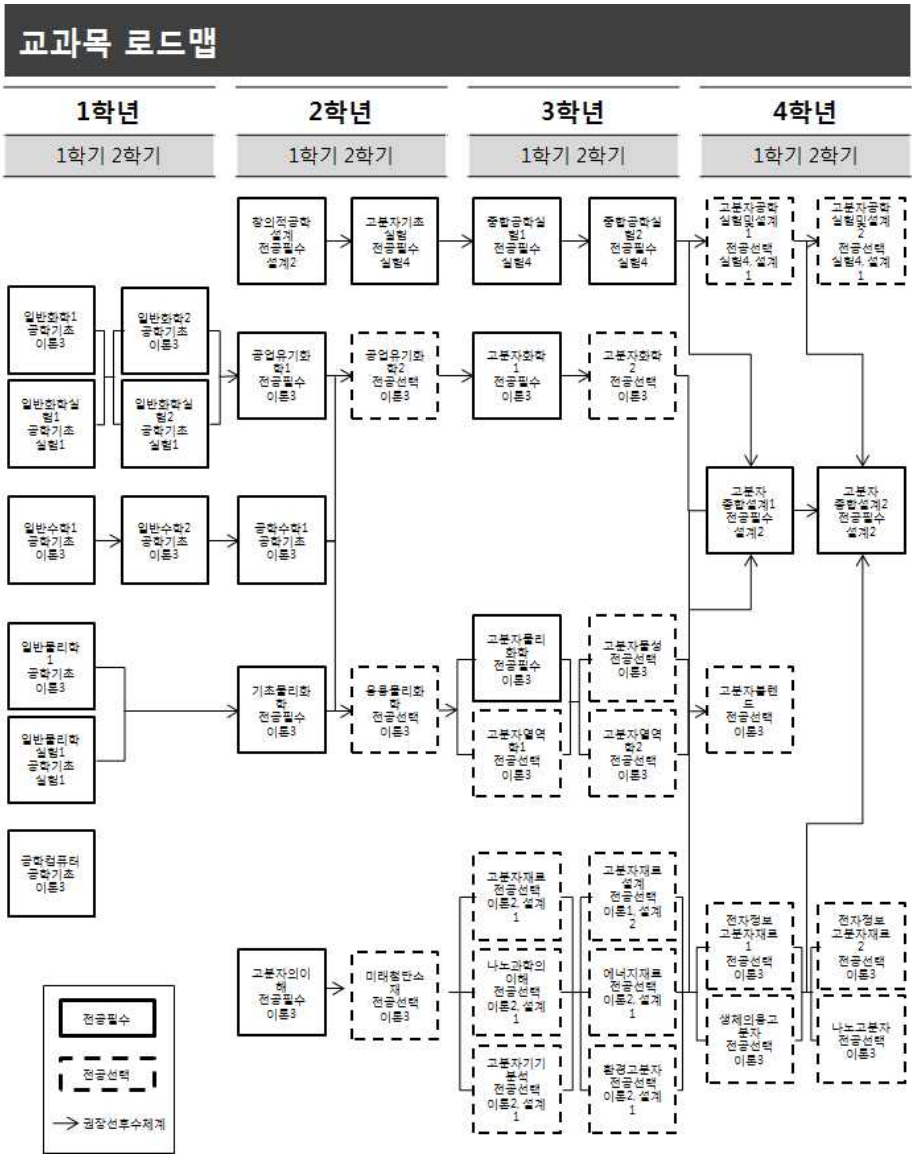 교과목 로드맵
1학년
2학년
3학년
4학년
1학기 2학기
1학기 2학기
1학기 2학기
1학기 2학기
창의적공학
설계
전공필수
설계2
고분자기초
실험
전공필수
실험4
종합공학실
험1
전공필수
실험4
종합공학실
험2
전공필수
실험4
고분자공학
실험및설계
1
전공선택
실험4, 설계
1
고분자공학
실험및설계
2
전공선택
실험4, 설계
1
일반화학1
공학기초
이론3
일반화학2
공학기초
이론3
일반화학실
험1
공학기초
실험1
일반화학실
험2
공학기초
실험1
공업유기화
학1
전공필수
이론3
공업유기화
학2
전공선택
이론3
고분자화학
1
전공필수
이론3
고분자화학
2
전공선택
이론3
일반수학1
공학기초
이론3
일반수학2
공학기초
이론3
공학수학1
공학기초
이론3
고분자
종합설계1
전공필수
설계2
고분자
종합설계2
전공필수
설계2
일반물리학
1
공학기초
이론3
일반물리학
실험1
공학기초
실험1
기초물리화
학
전공필수
이론3
응용물리화
학
전공선택
이론3
고분자물리
화학
전공필수
이론3
고분자열역
학1
전공선택
이론3
고분자물성
전공선택
이론3
고분자열역
학2
전공선택
이론3
고분자블렌
드
전공선택
이론3
공학컴퓨터
공학기초
이론3
고분자의이
해
전공필수
이론3
미래첨단소
재
전공선택
이론3
고분자재료
전공선택
이론2, 설계
1
나노과학의
이해
전공선택
이론2, 설계1
고분자기기
분석
전공선택
이론2, 설계
1
고분자재료
설계
전공선택
이론1, 설계
2
에너지재료
전공선택
이론2, 설계
1
환경고분자
전공선택
이론2, 설계
1
전자정보
고분자재료
1
전공선택
이론3
생체의용고
분자
전공선택
이론3
전자정보
고분자재료
2
전공선택
이론3
나노고분자
전공선택
이론3
전공필수
전공선택
권장선후수체계